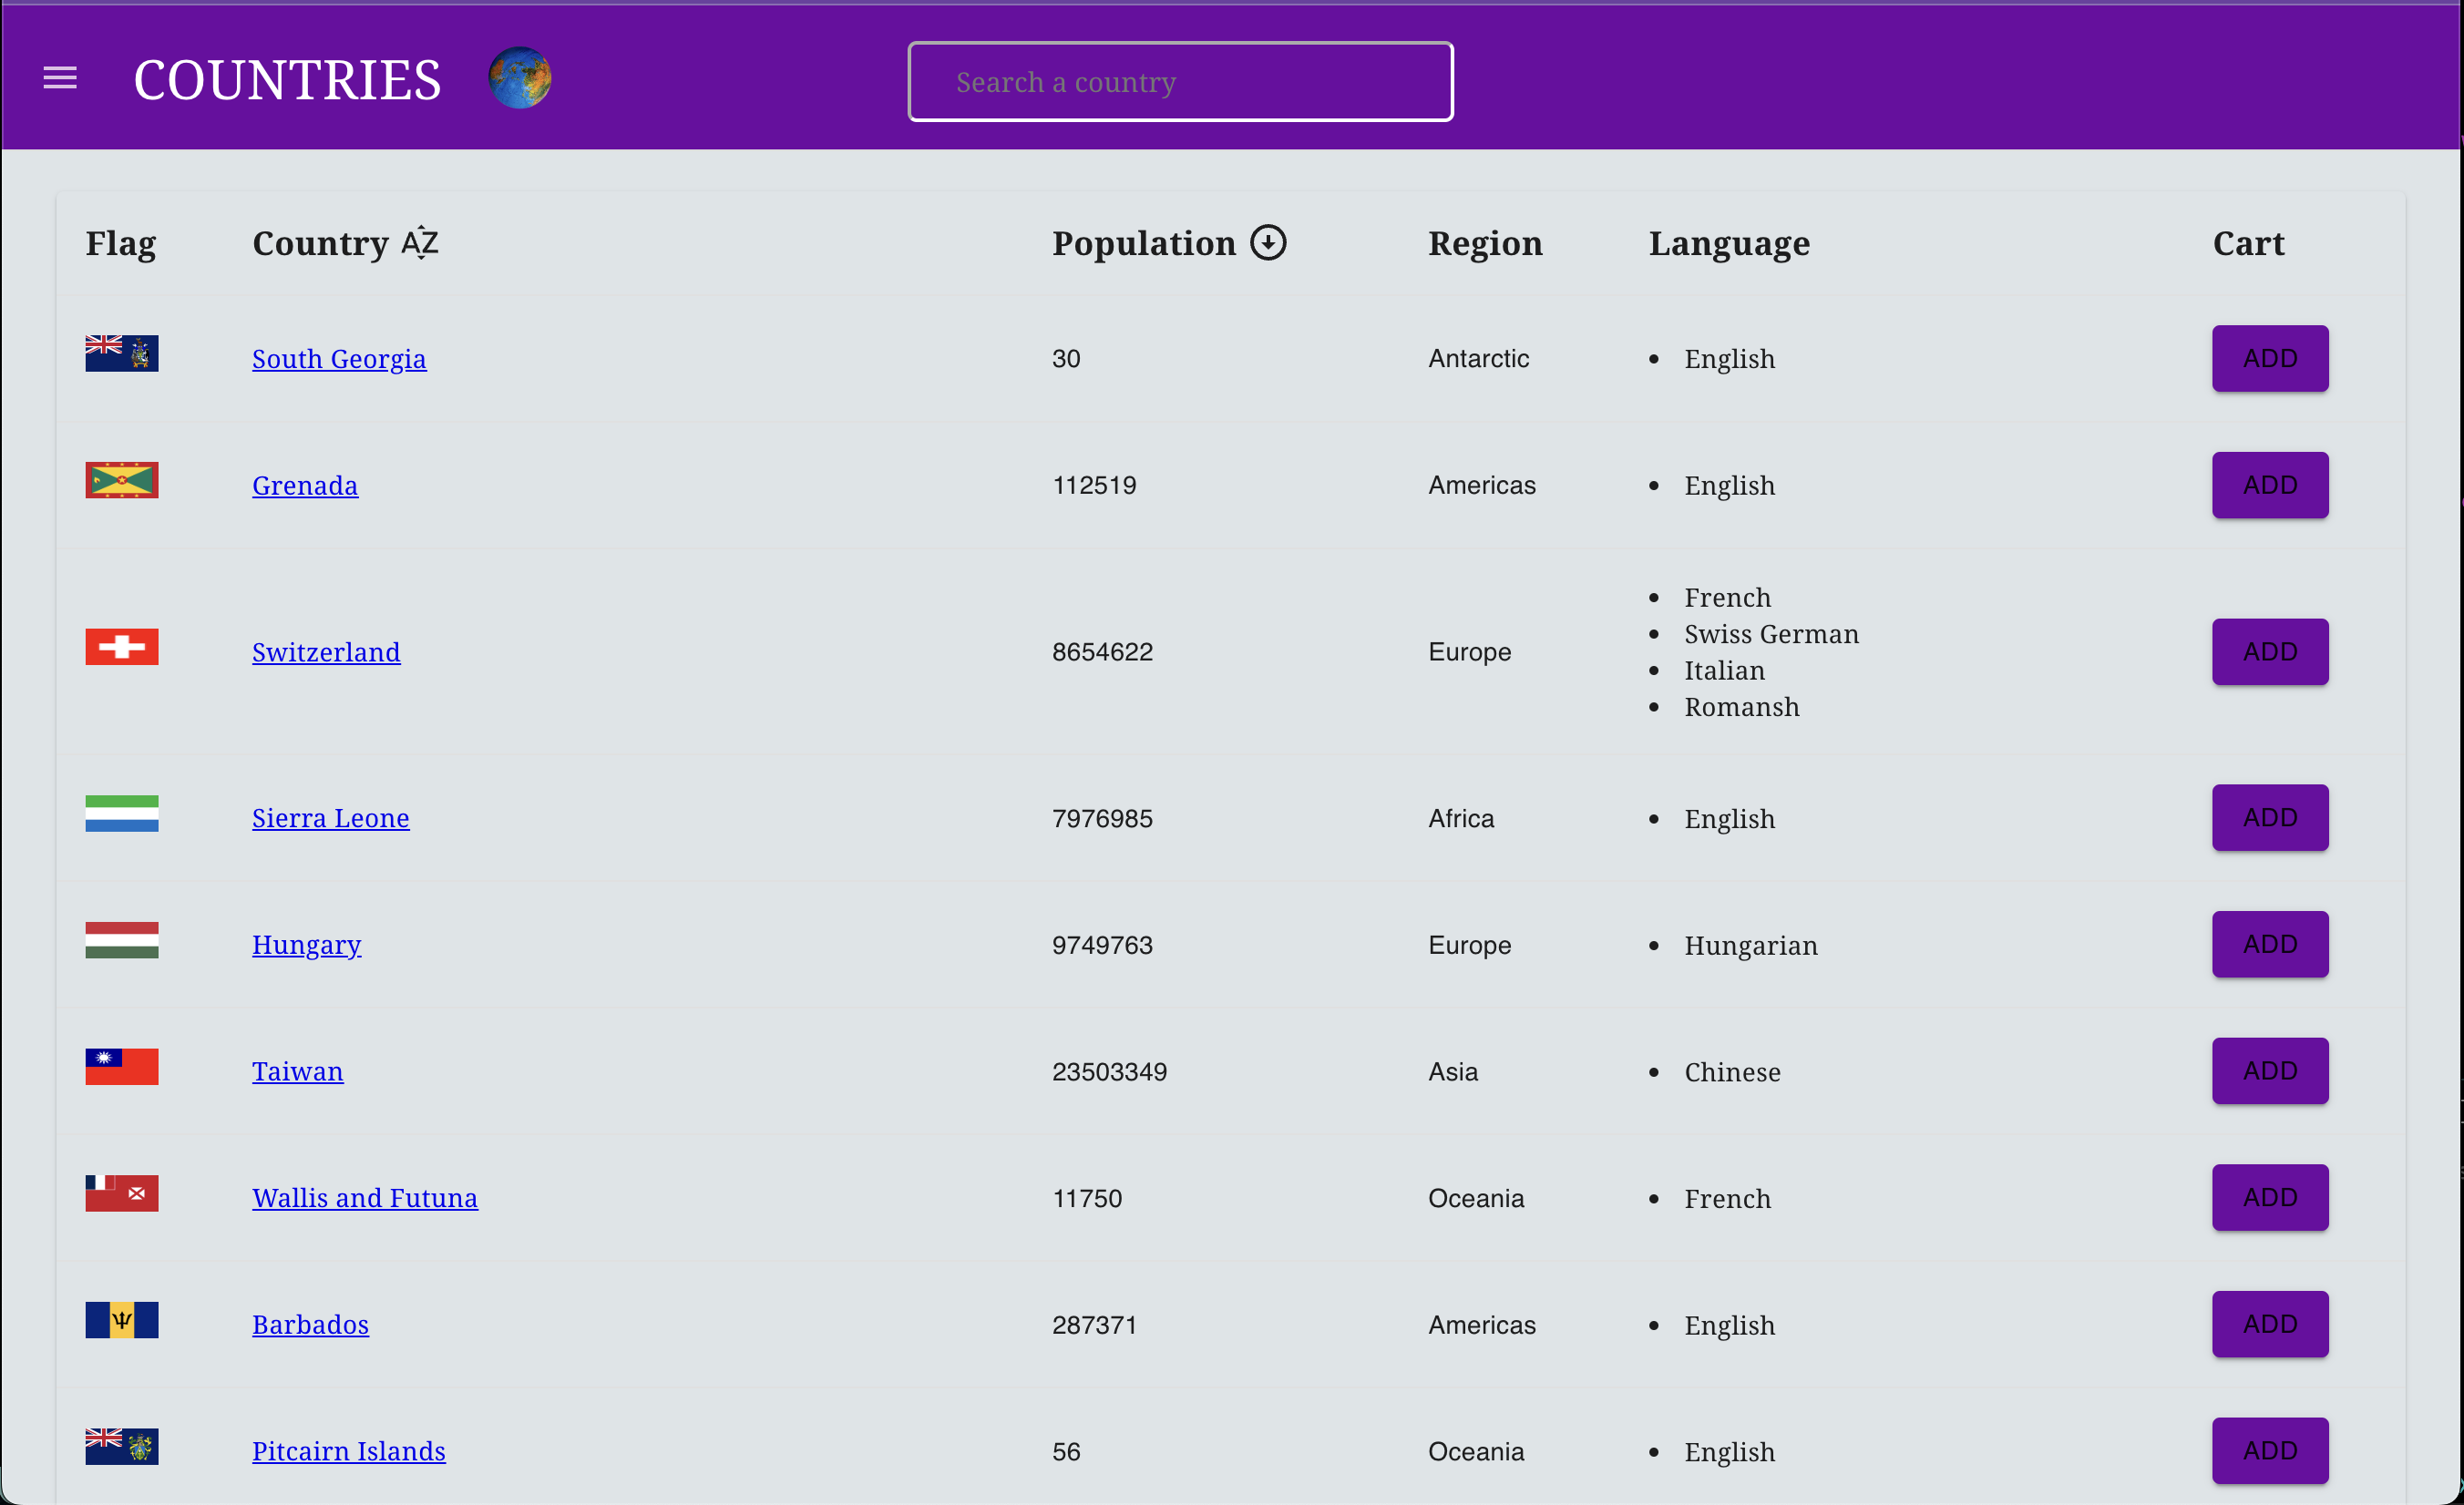 COUNTRIES
Search a country
Flag Country AZ Population Region Language Cart
South Georgia 30 Antarctic • English ADD
Grenada 112519 Americas • English ADD
• French
• Swiss German
Switzerland 8654622 Europe ADD
• Italian
• Romansh
Sierra Leone 7976985 Africa • English ADD
Hungary 9749763 Europe • Hungarian ADD
Taiwan 23503349 Asia • Chinese ADD
Wallis and Futuna 11750 Oceania • French ADD
Barbados 287371 Americas • English ADD
Pitcairn Islands 56 Oceania • English ADD